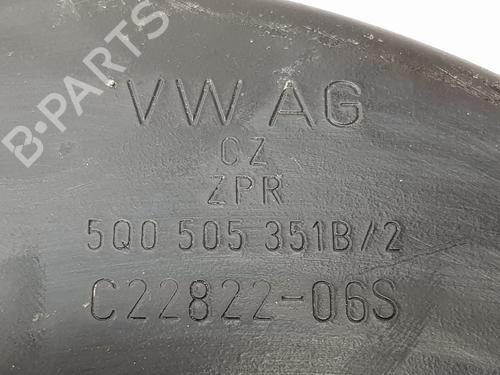 B-PARTS
VW AG
CZ
ZPR
5Q0 505 351B/2
C22822-06S